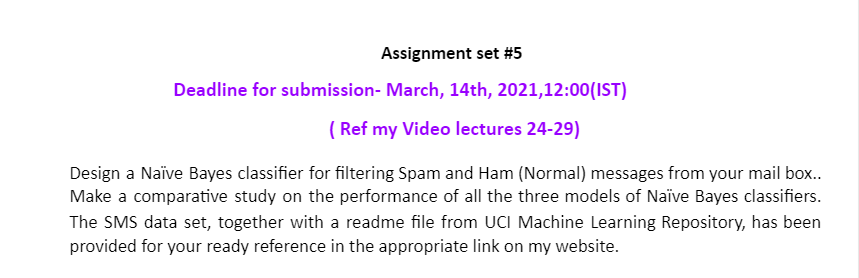 Assignment set #5
Deadline for submission- March, 14th, 2021,12:00(IST)
( Ref my Video lectures 24-29)
Design a Naïve Bayes classifier for filtering Spam and Ham (Normal) messages from your mail box..
Make a comparative study on the performance of all the three models of Naïve Bayes classifiers.
The SMS data set, together with a readme file from UCI Machine Learning Repository, has been
provided for your ready reference in the appropriate link on my website.